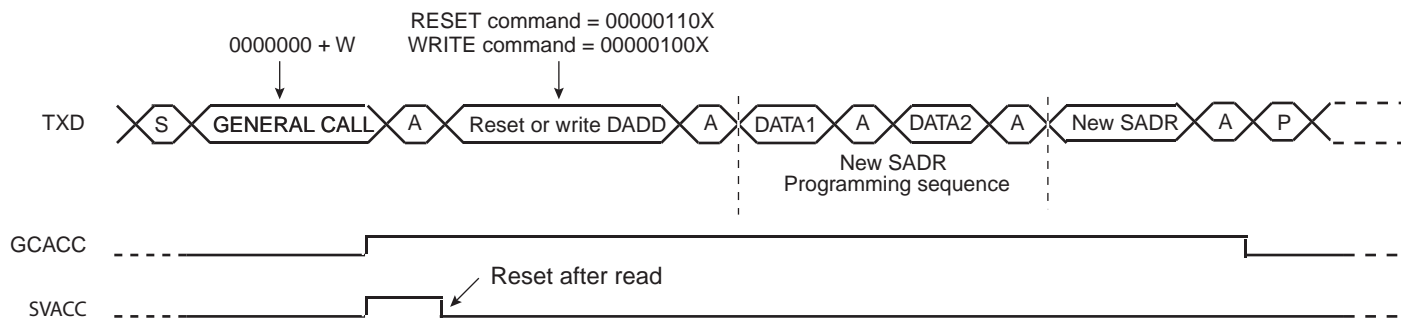 RESET command = 00000110X
0000000 + W
WRITE command = 00000100X
TXD
S
GENERAL CALL
A
Reset or write DADD
A
DATA1
A
DATA2
A
New SADR
A
P
New SADR
Programming sequence
GCACC
Reset after read
SVACC